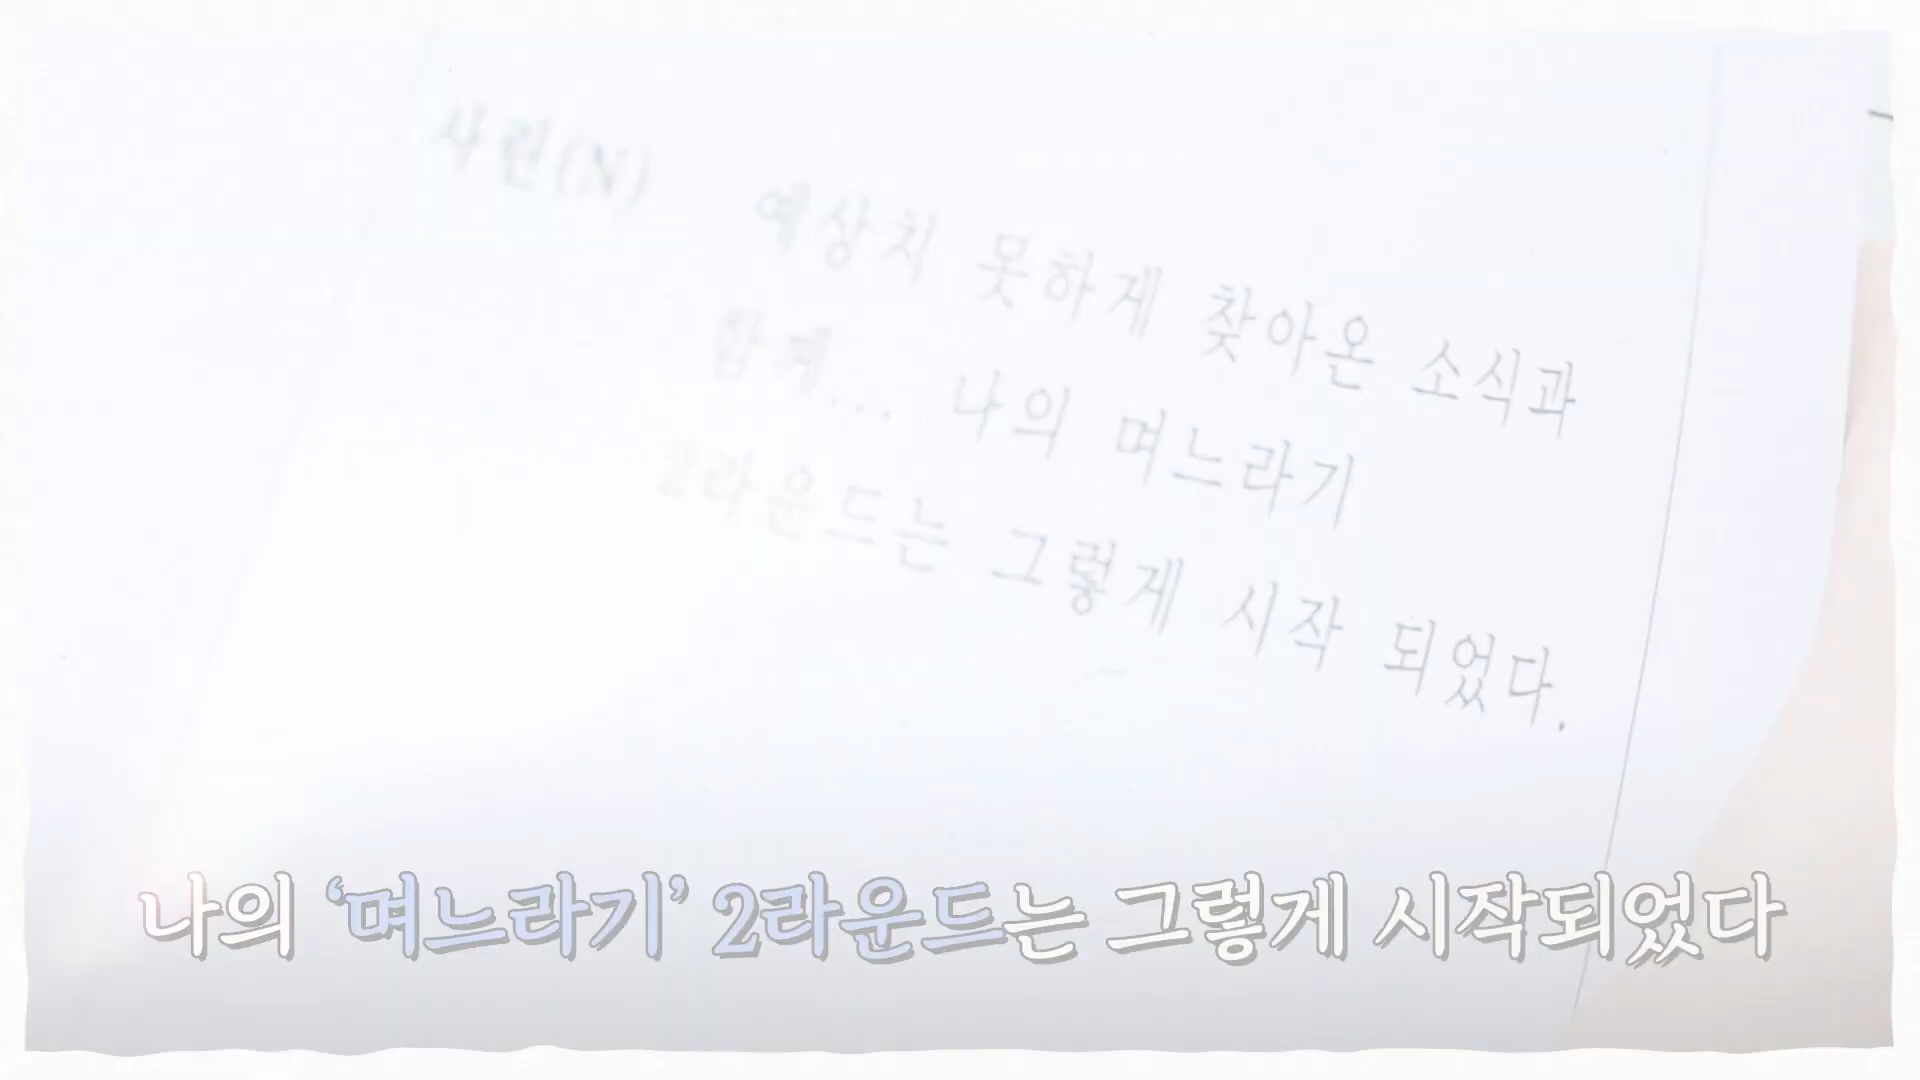 사린(N) 예상치 못하게 찾아온 소식과
함께... 나의 며느라기
2라운드는 그렇게 시작 되었다.
나의 ‘며느라기’ 2라운드는 그렇게 시작되었다